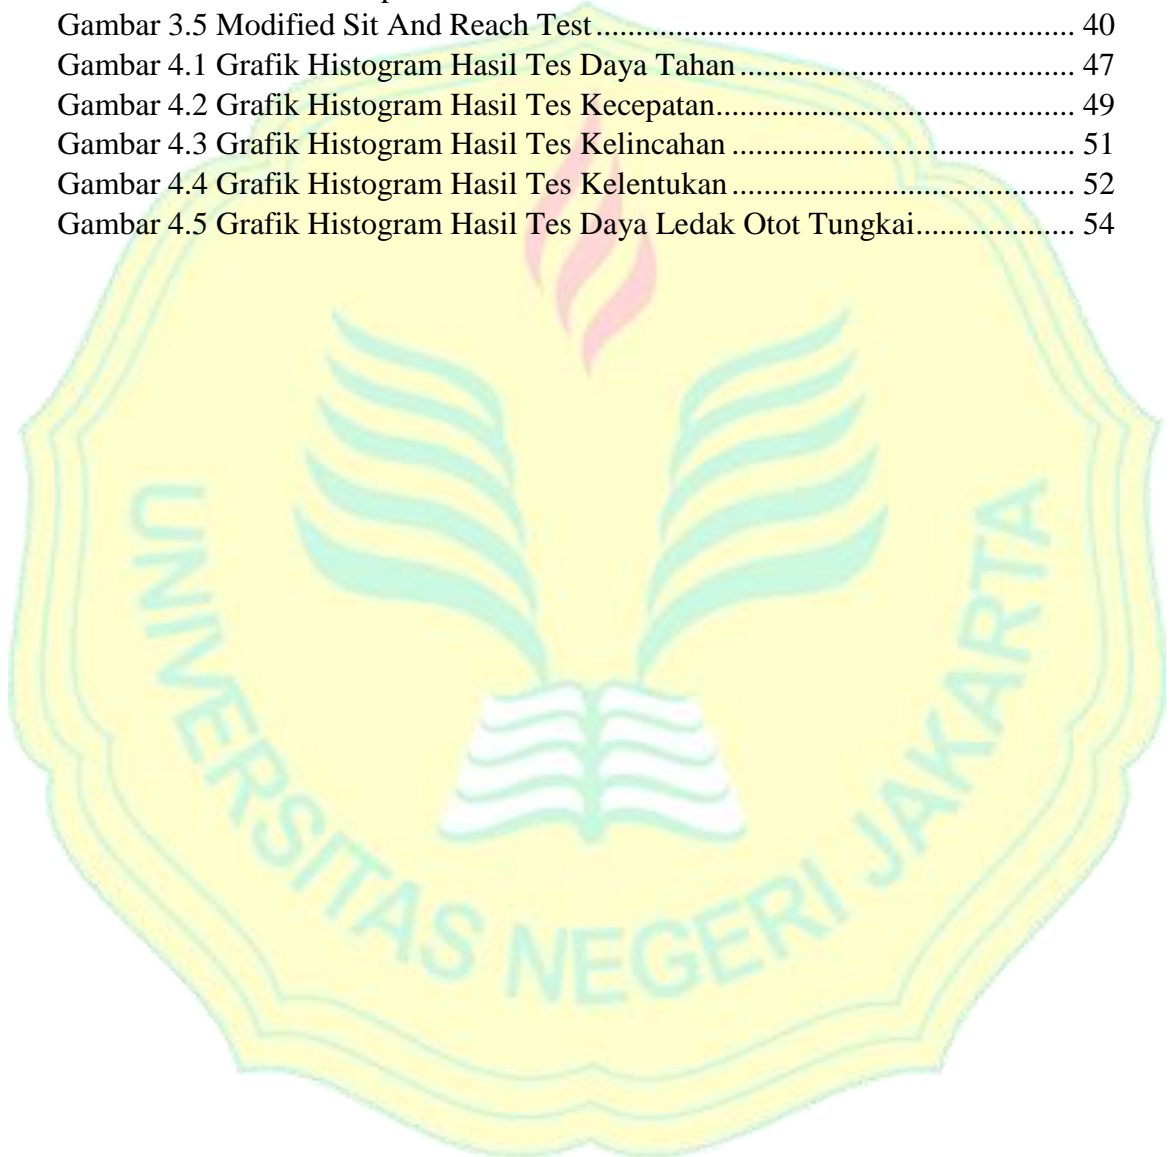 Gambar 3.5 Modified Sit And Reach Test............................................................ 40
Gambar 4.1 Grafik Histogram Hasil Tes Daya Tahan.......................................... 47
Gambar 4.2 Grafik Histogram Hasil Tes Kecepatan............................................. 49
Gambar 4.3 Grafik Histogram Hasil Tes Kelincahan ........................................... 51
Gambar 4.4 Grafik Histogram Hasil Tes Kelentukan ........................................... 52
Gambar 4.5 Grafik Histogram Hasil Tes Daya Ledak Otot Tungkai.................... 54
UNIVERSITAS NEGERI JAKARTA